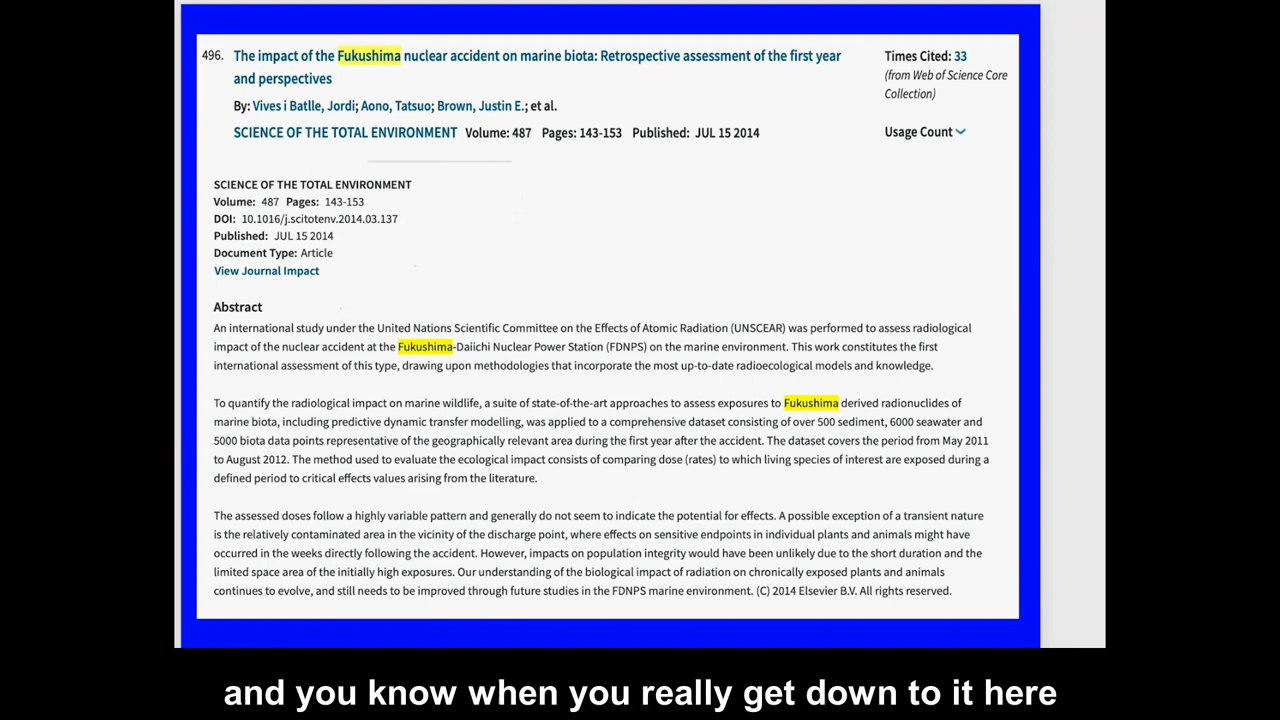 496. The impact of the Fukushima nuclear accident on marine biota: Retrospective assessment of the first year
and perspectives
By: Vives i Batlle, Jordi; Aono, Tatsuo; Brown, Justin E.; et al.
SCIENCE OF THE TOTAL ENVIRONMENT Volume: 487 Pages: 143-153 Published: JUL 15 2014
Times Cited: 33
(from Web of Science Core
Collection)
Usage Count
SCIENCE OF THE TOTAL ENVIRONMENT
Volume: 487 Pages: 143-153
DOI: 10.1016/j.scitotenv.2014.03.137
Published: JUL 15 2014
Document Type: Article
View Journal Impact
Abstract
An international study under the United Nations Scientific Committee on the Effects of Atomic Radiation (UNSCEAR) was performed to assess radiological
impact of the nuclear accident at the Fukushima-Daiichi Nuclear Power Station (FDNPS) on the marine environment. This work constitutes the first
international assessment of this type, drawing upon methodologies that incorporate the most up-to-date radioecological models and knowledge.
To quantify the radiological impact on marine wildlife, a suite of state-of-the-art approaches to assess exposures to Fukushima derived radionuclides of
marine biota, including predictive dynamic transfer modelling, was applied to a comprehensive dataset consisting of over 500 sediment, 6000 seawater and
5000 biota data points representative of the geographically relevant area during the first year after the accident. The dataset covers the period from May 2011
to August 2012. The method used to evaluate the ecological impact consists of comparing dose (rates) to which living species of interest are exposed during a
defined period to critical effects values arising from the literature.
The assessed doses follow a highly variable pattern and generally do not seem to indicate the potential for effects. A possible exception of a transient nature
is the relatively contaminated area in the vicinity of the discharge point, where effects on sensitive endpoints in individual plants and animals might have
occurred in the weeks directly following the accident. However, impacts on population integrity would have been unlikely due to the short duration and the
limited space area of the initially high exposures. Our understanding of the biological impact of radiation on chronically exposed plants and animals
continues to evolve, and still needs to be improved through future studies in the FDNPS marine environment. (C) 2014 Elsevier B.V. All rights reserved.
and you know when you really get down to it here